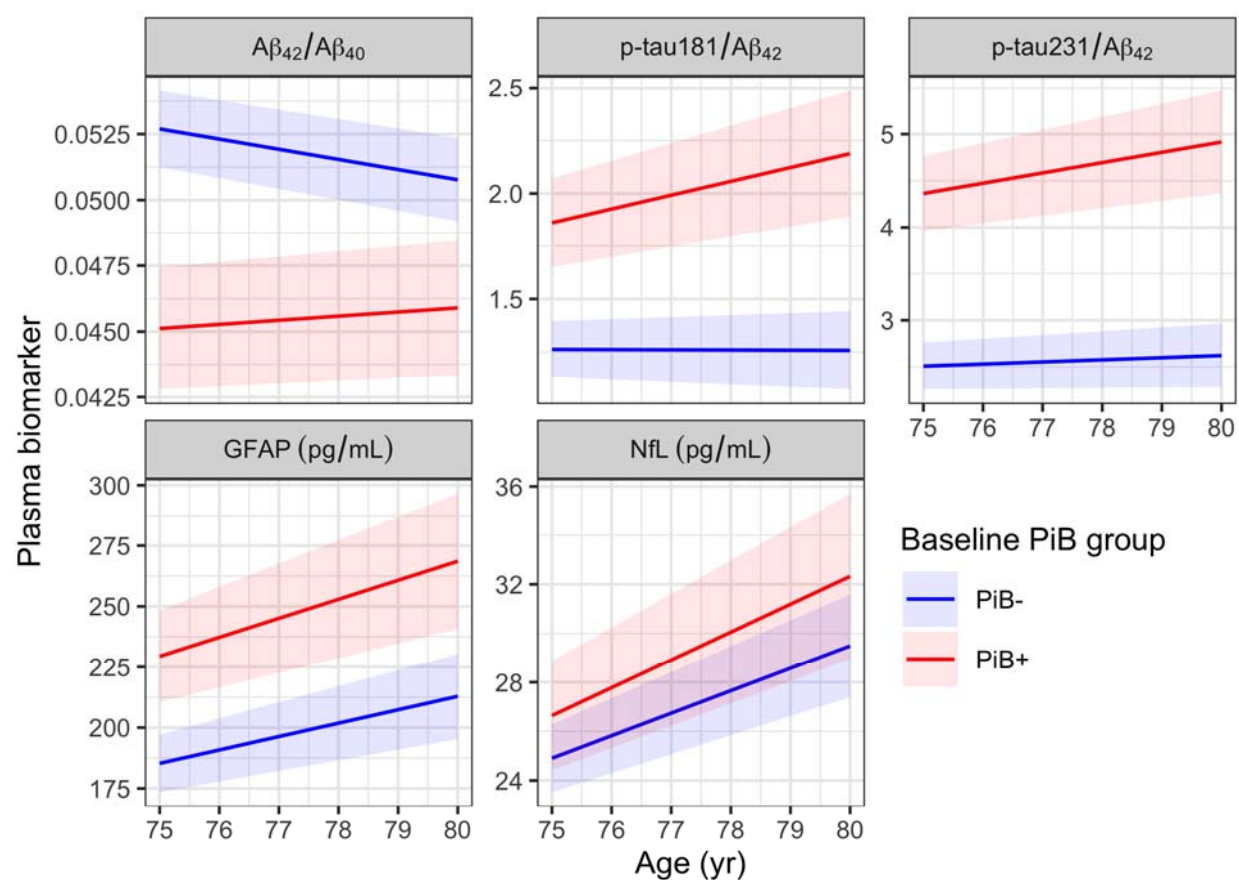 Aβ₄₂/Aβ₄₀
p-tau181/Aβ₄₂
p-tau231/Aβ₄₂
0.0525
0.0500
0.0475
0.0450
0.0425
2.5
2.0
1.5
5
4
3
75 76 77 78 79 80
Plasma biomarker
GFAP (pg/mL)
NfL (pg/mL)
300
275
250
225
200
175
36
32
28
24
75 76 77 78 79 80
75 76 77 78 79 80
Age (yr)
Baseline PiB group
PiB-
PiB+